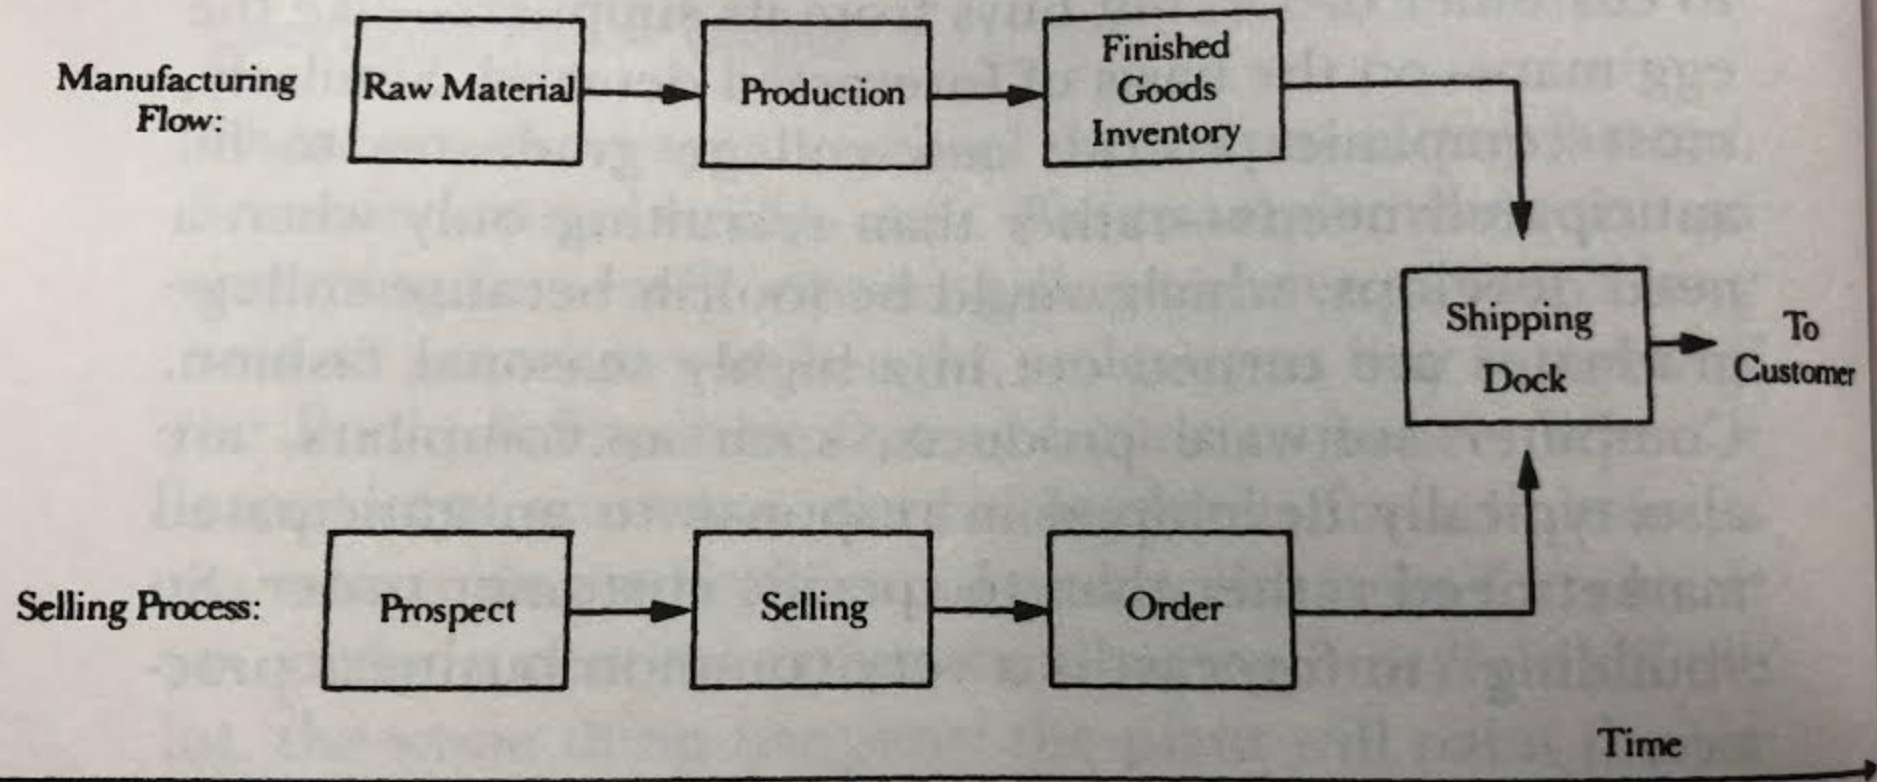 Manufacturing
Flow:
Raw Material
Production
Finished
Goods
Inventory
Shipping
Dock
To
Customer
Selling Process:
Prospect
Selling
Order
Time